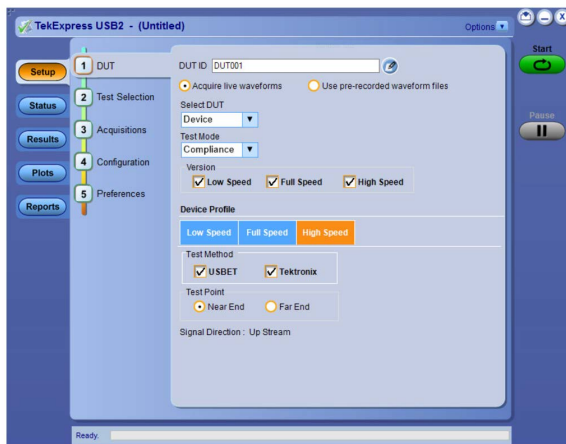 TekExpress USB2 - (Untitled)
Options
Start
Pause
Setup
Status
Results
Plots
Reports
1 DUT
2 Test Selection
3 Acquisitions
4 Configuration
5 Preferences
DUT ID DUT001
Acquire live waveforms Use pre-recorded waveform files
Select DUT
Device
Test Mode
Compliance
Version
Low Speed Full Speed High Speed
Device Profile
Low Speed Full Speed High Speed
Test Method
USBET Tektronix
Test Point
Near End Far End
Signal Direction : Up Stream
Ready.